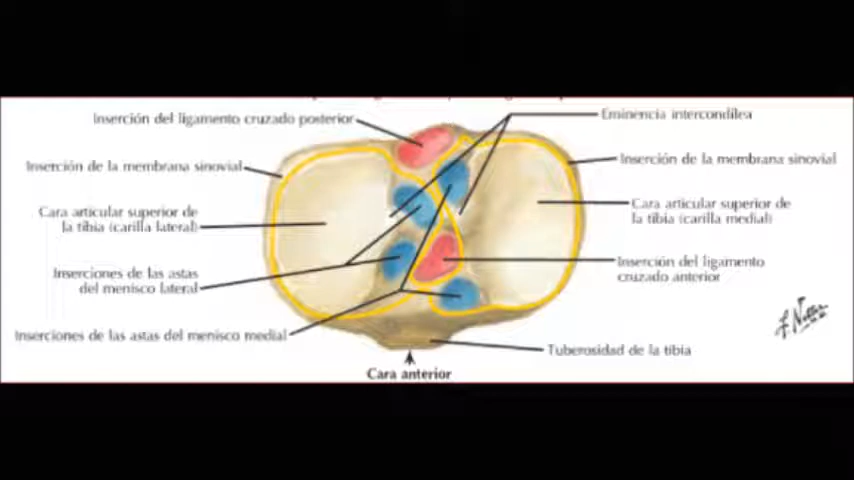 Inserción del ligamento cruzado posterior
Eminencia intercondílea
Inserción de la membrana sinovial
Inserción de la membrana sinovial
Cara articular superior de
la tibia (carilla lateral)
Cara articular superior de
la tibia (carilla medial)
Inserciones de las astas
del menisco lateral
Inserción del ligamento
cruzado anterior
Inserciones de las astas del menisco medial
Tuberosidad de la tibia
Cara anterior